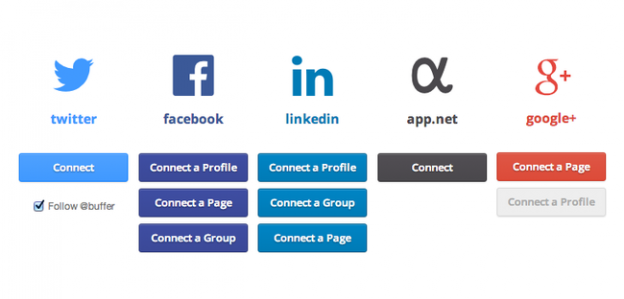 twitter
facebook
in
linkedin
app.net
g+
google+
Connect
Connect a Profile
Connect a Profile
Connect
Connect a Page
Follow @buffer
Connect a Page
Connect a Group
Connect a Profile
Connect a Group
Connect a Page